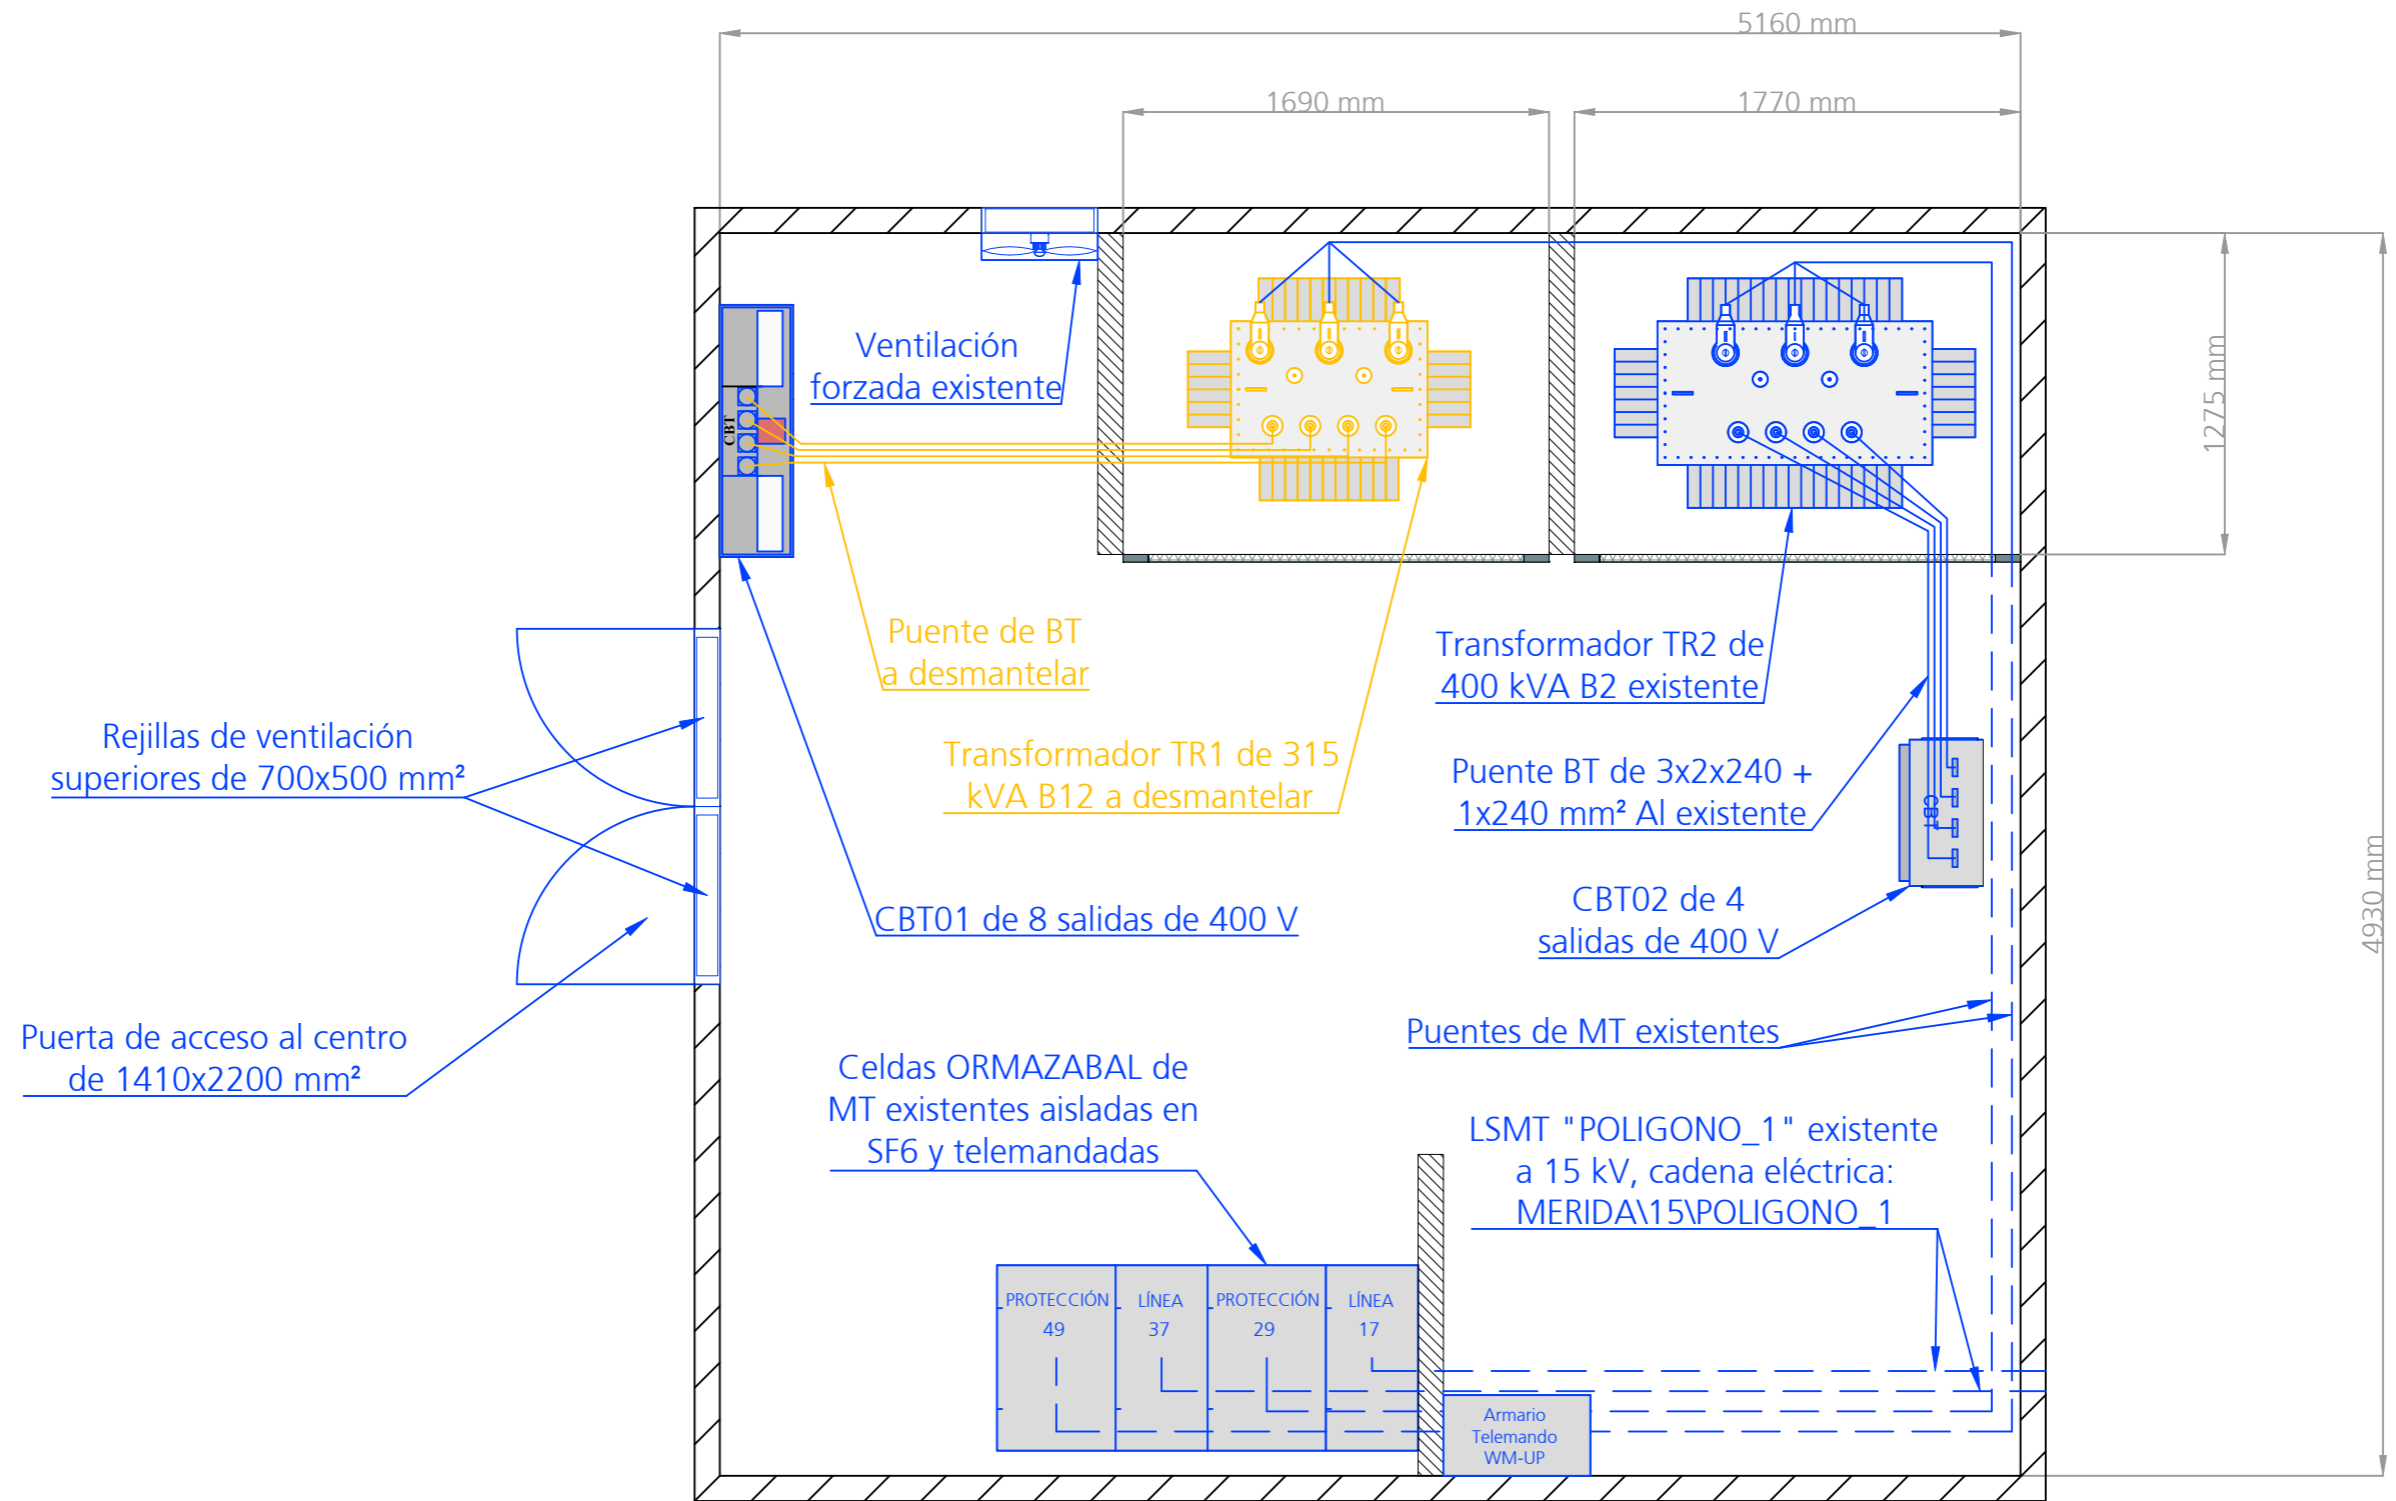 5160 mm
1690 mm
1770 mm
1275 mm
4930 mm
Ventilación
forzada existente
CBT
Puente de BT
a desmantelar
Transformador TR1 de 315
kVA B12 a desmantelar
Transformador TR2 de
400 kVA B2 existente
Puente BT de 3x2x240 +
1x240 mm² Al existente
CBT
Rejillas de ventilación
superiores de 700x500 mm²
CBT01 de 8 salidas de 400 V
CBT02 de 4
salidas de 400 V
Puerta de acceso al centro
de 1410x2200 mm²
Puentes de MT existentes
Celdas ORMAZABAL de
MT existentes aisladas en
SF6 y telemandadas
LSMT "POLIGONO_1" existente
a 15 kV, cadena eléctrica:
MERIDA\15\POLIGONO_1
PROTECCIÓN
49
LÍNEA
37
PROTECCIÓN
29
LÍNEA
17
Armario
Telemando
WM-UP